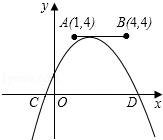 y
A(1,4) B(4,4)
C O D x